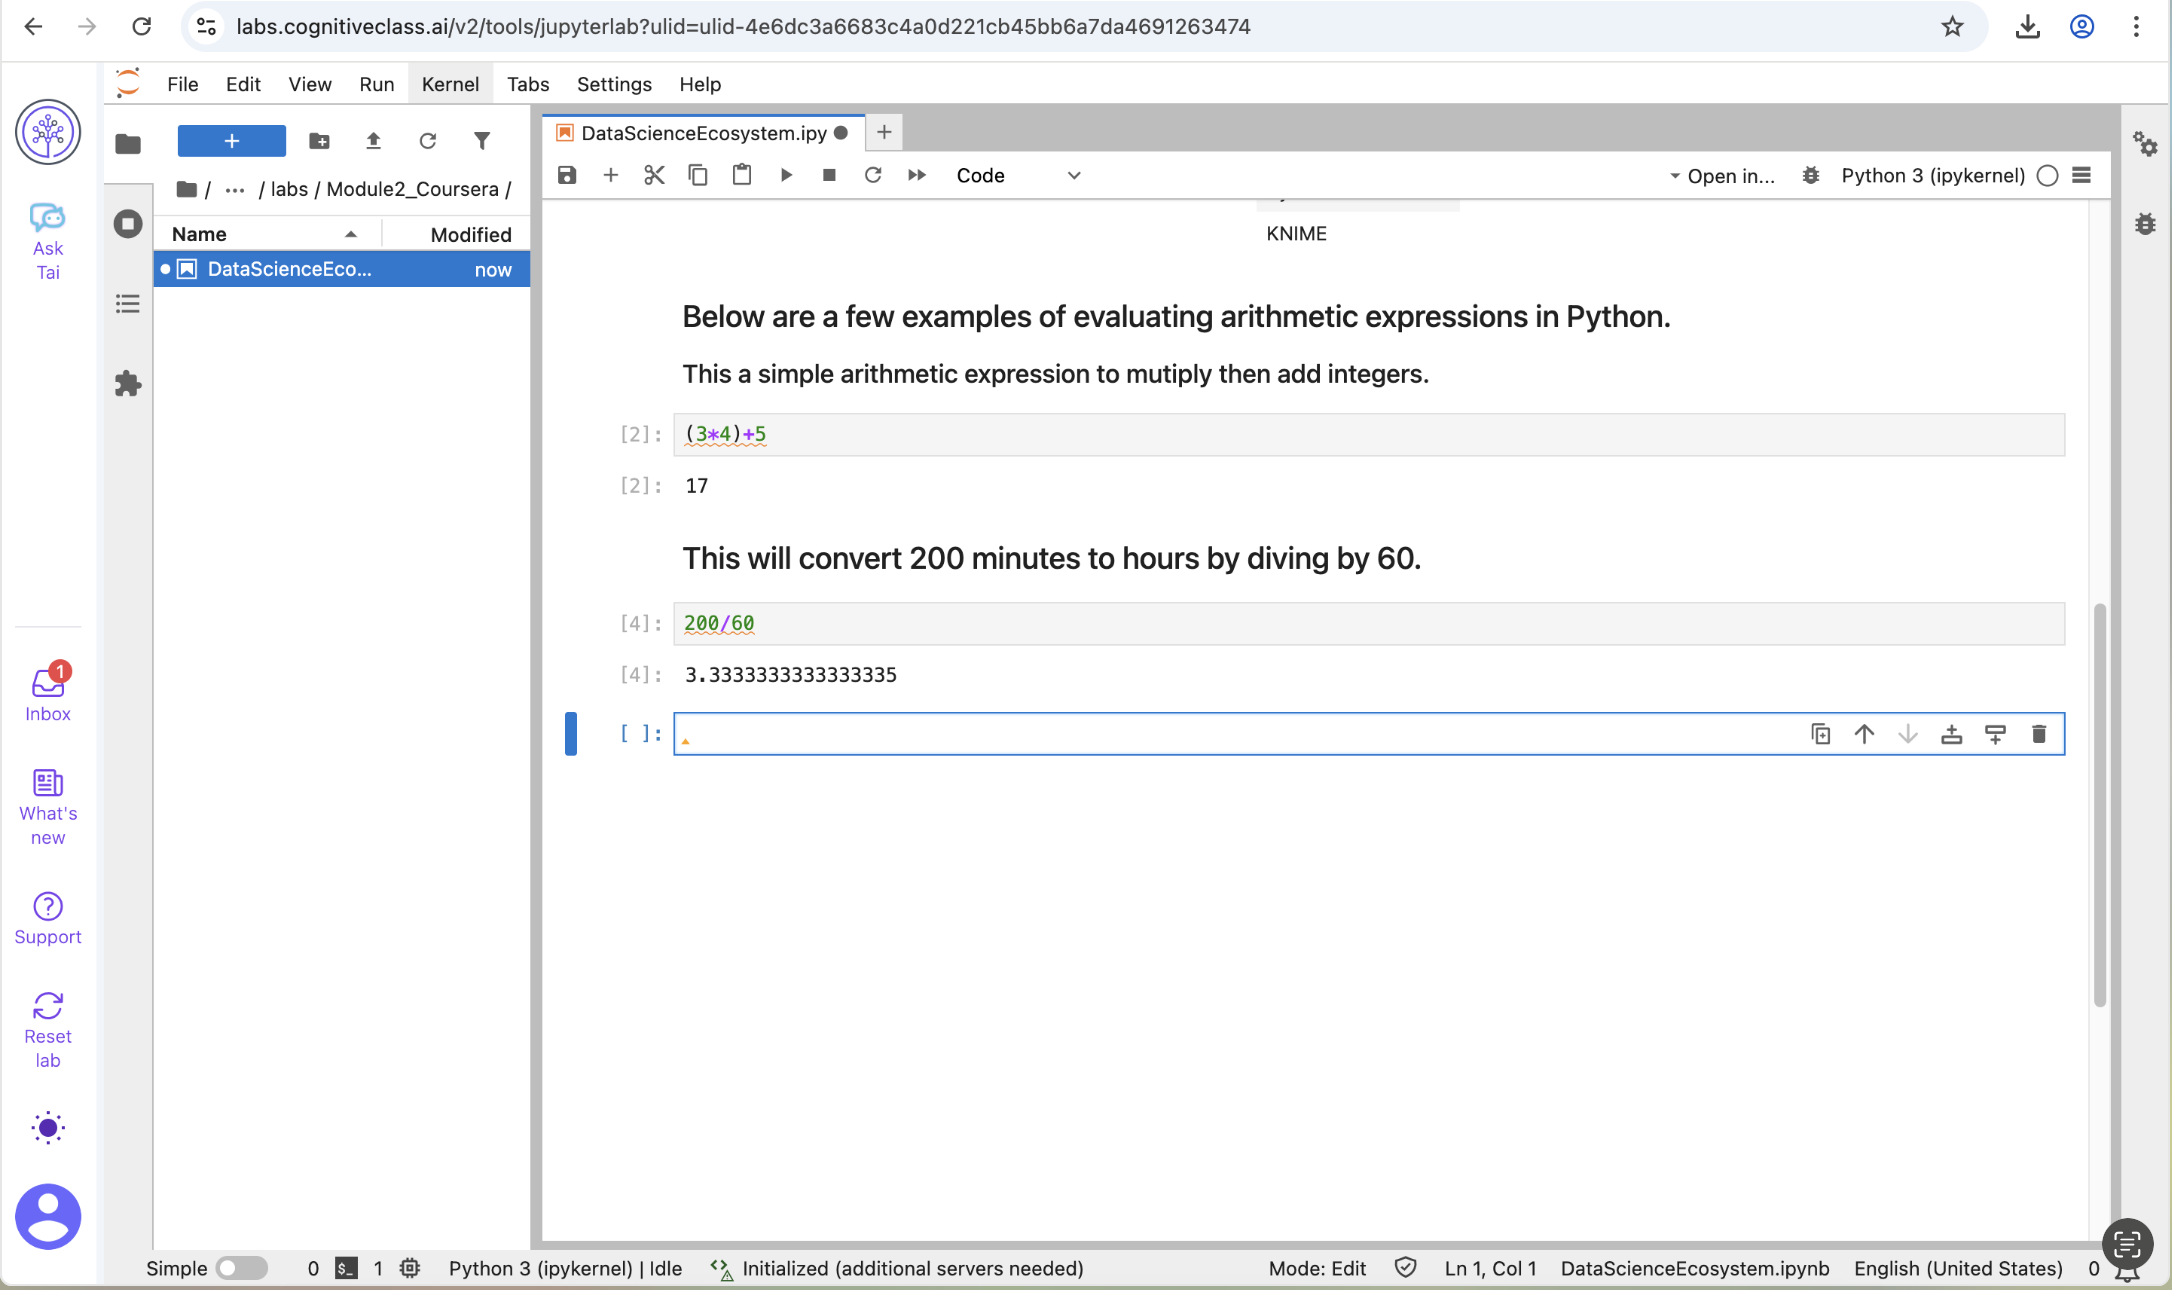 labs.cognitiveclass.ai/v2/tools/jupyterlab?ulid=ulid-4e6dc3a6683c4a0d221cb45bb6a7da4691263474
File Edit View Run Kernel Tabs Settings Help
Ask
Tai
Inbox
1
What's
new
Support
Reset
lab
+
/ ... / labs / Module2_Coursera /
Name Modified
DataScienceEco... now
DataScienceEcosystem.ipy
Code
Open in...
Python 3 (ipykernel)
KNIME
Below are a few examples of evaluating arithmetic expressions in Python.
This a simple arithmetic expression to mutiply then add integers.
[2]: (3*4)+5
[2]: 17
This will convert 200 minutes to hours by diving by 60.
[4]: 200/60
[4]: 3.3333333333333335
[ ]:
Simple 0 $_ 1 Python 3 (ipykernel) | Idle Initialized (additional servers needed) Mode: Edit Ln 1, Col 1 DataScienceEcosystem.ipynb English (United States) 0